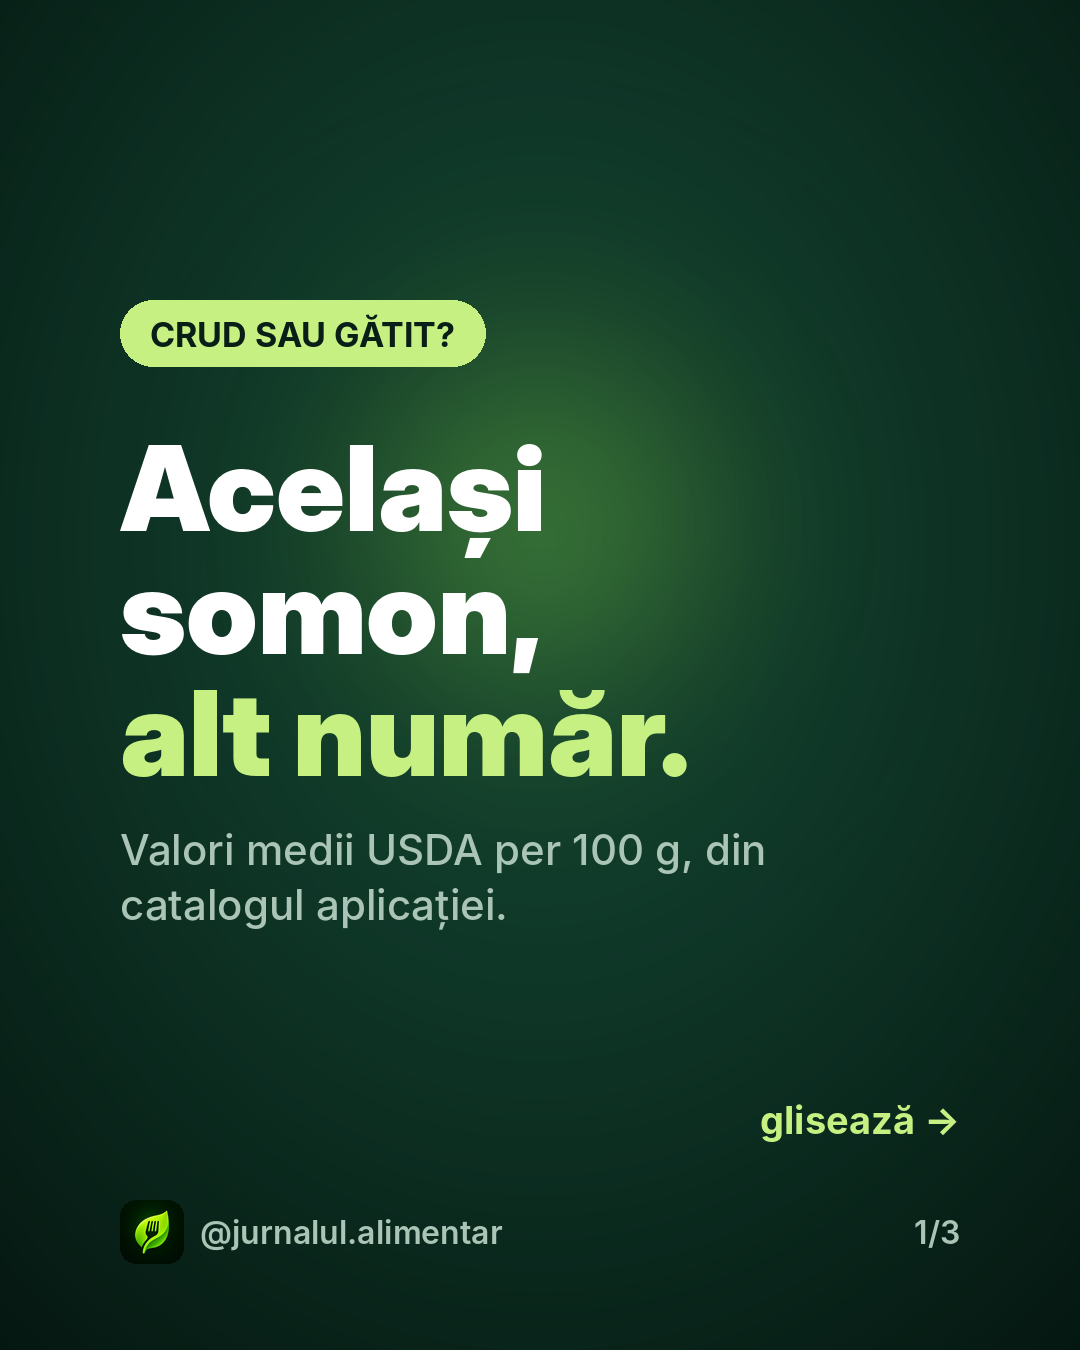 CRUD SAU GĂTIT?
Același
somon,
alt număr.
Valori medii USDA per 100 g, din
catalogul aplicației.
glisează →
@jurnalul.alimentar
1/3